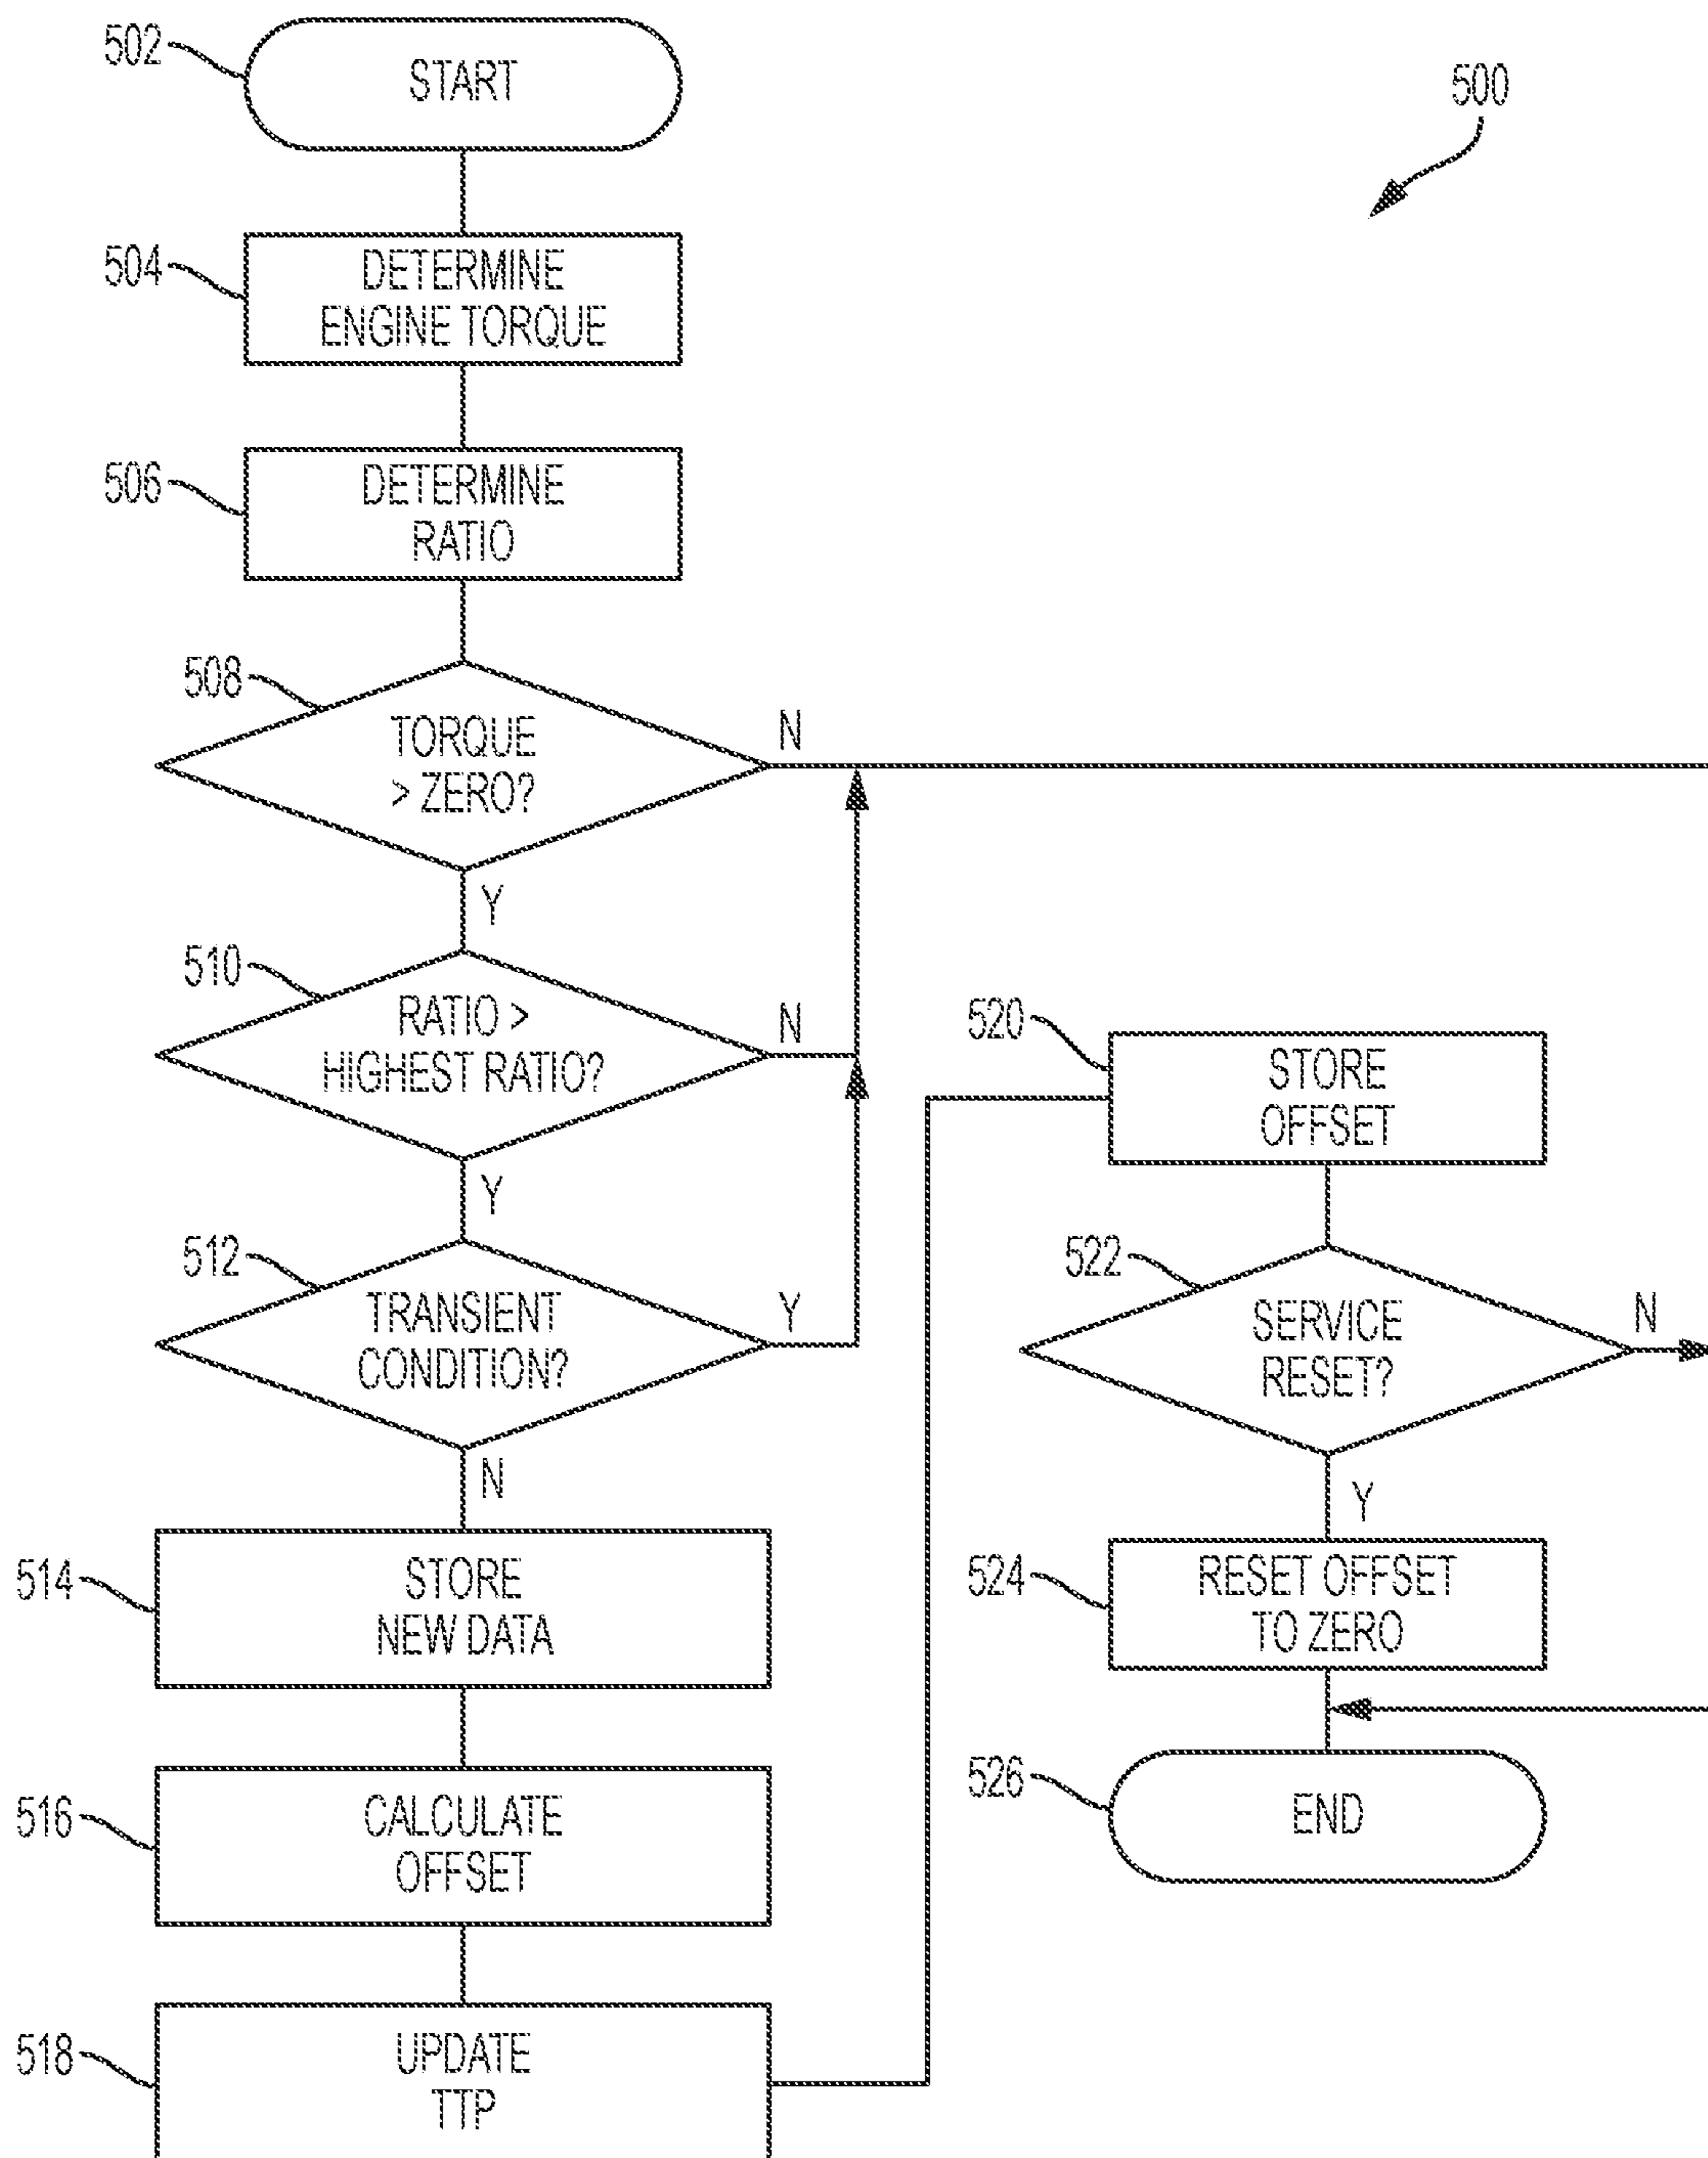 502
START
500
504
DETERMINE
ENGINE TORQUE
506
DETERMINE
RATIO
508
TORQUE
> ZERO?
N
Y
510
RATIO >
HIGHEST RATIO?
N
Y
512
TRANSIENT
CONDITION?
Y
N
514
STORE
NEW DATA
516
CALCULATE
OFFSET
518
UPDATE
TTP
520
STORE
OFFSET
522
SERVICE
RESET?
N
Y
524
RESET OFFSET
TO ZERO
526
END